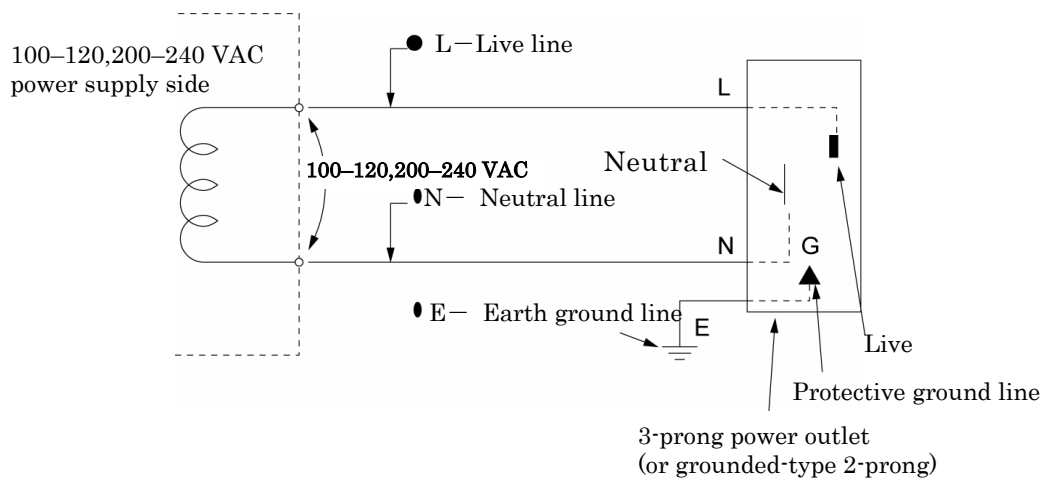 ● L－Live line
100–120,200–240 VAC
power supply side
L
100–120,200–240 VAC
Neutral
●N－ Neutral line
N
G
● E－ Earth ground line
E
Live
Protective ground line
3-prong power outlet
(or grounded-type 2-prong)